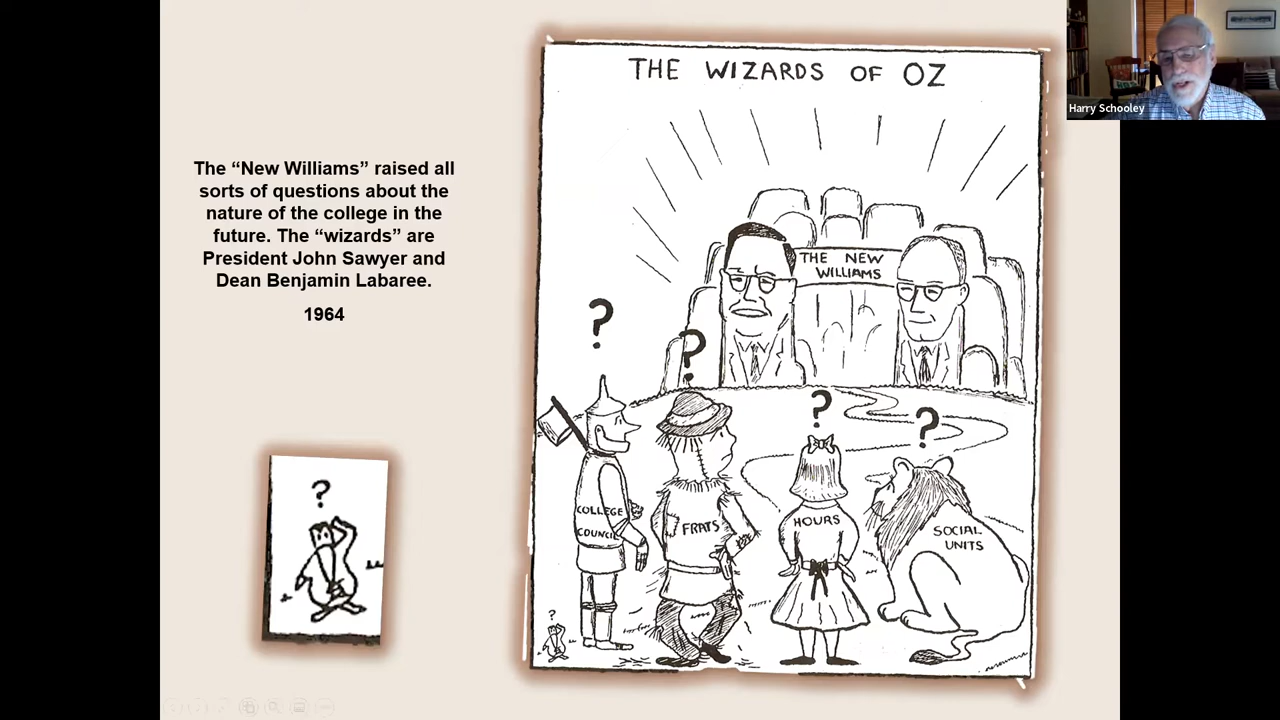 The “New Williams” raised all
sorts of questions about the
nature of the college in the
future. The “wizards” are
President John Sawyer and
Dean Benjamin Labaree.
1964
?
THE WIZARDS OF OZ
THE NEW
WILLIAMS
?
?
?
?
COLLEGE
COUNCIL
FRATS
HOURS
SOCIAL
UNITS
?
Harry Schooley